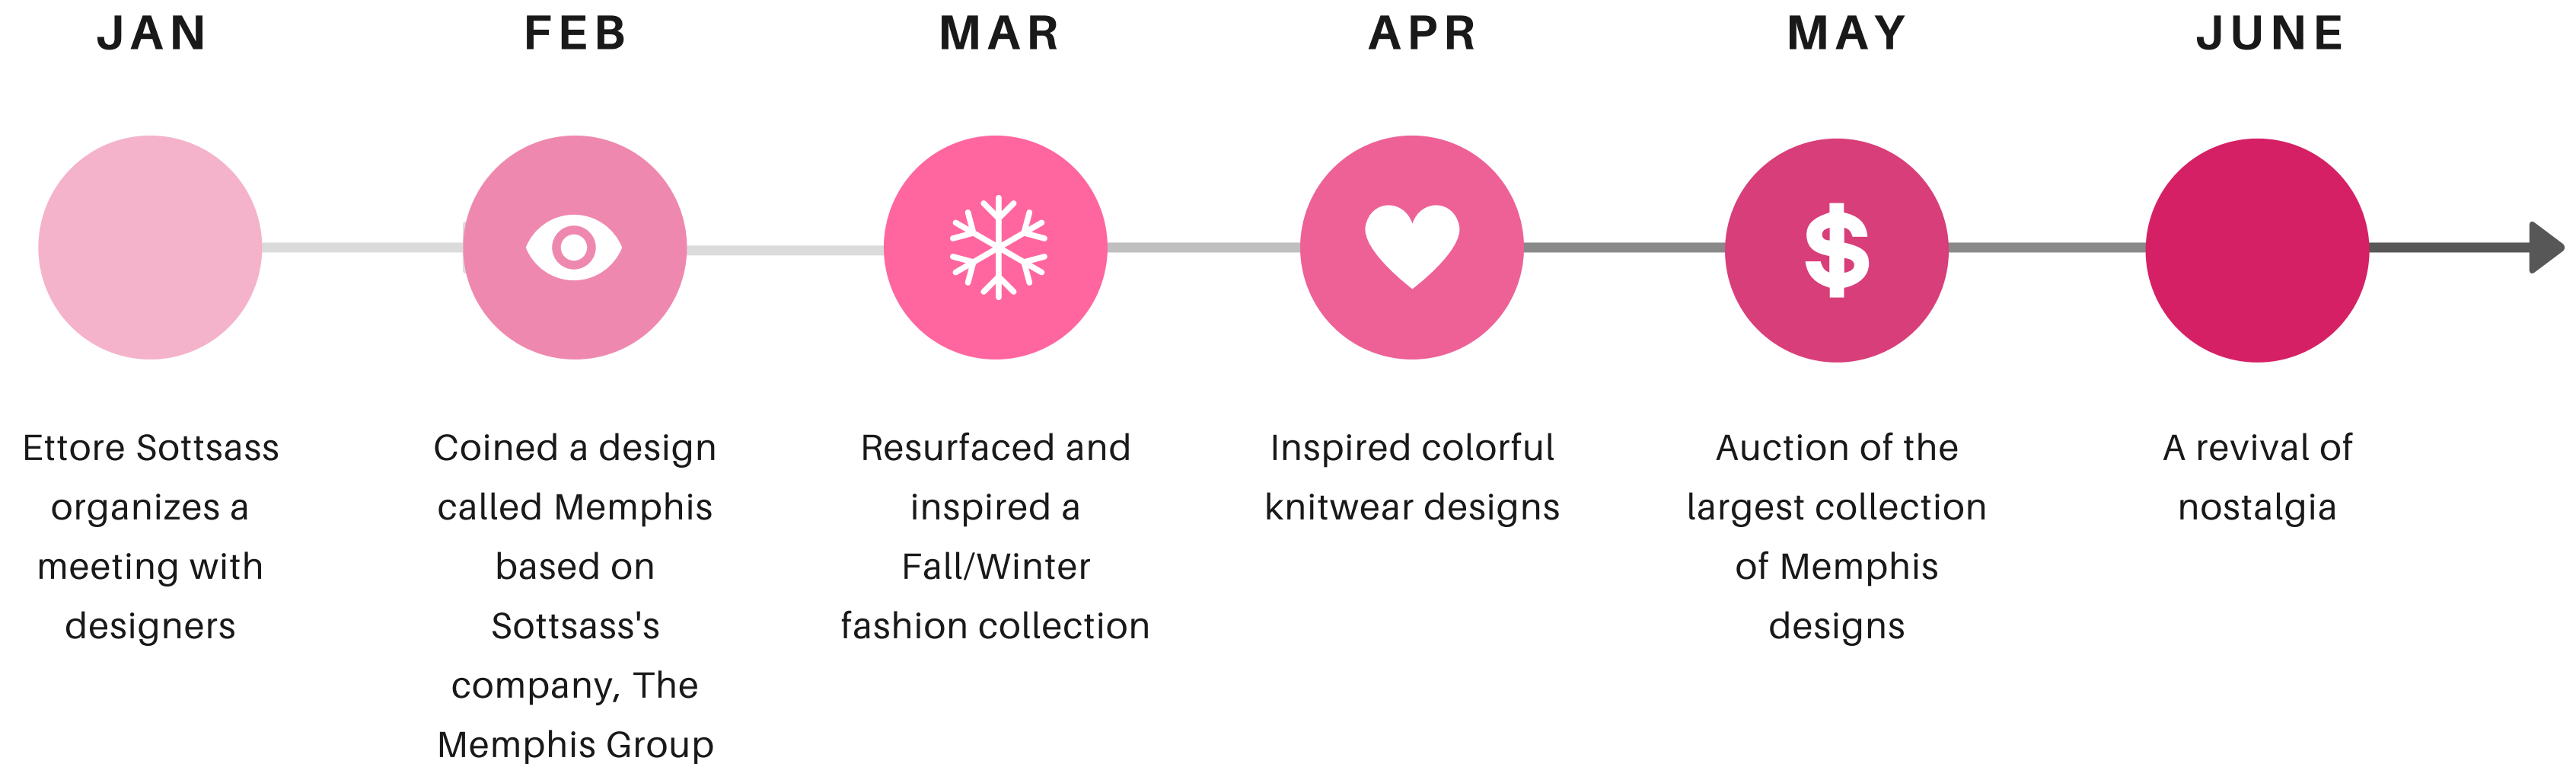 JAN
FEB
MAR
APR
MAY
JUNE
$
Ettore Sottsass
organizes a
meeting with
designers
Coined a design
called Memphis
based on
Sottsass's
company, The
Memphis Group
Resurfaced and
inspired a
Fall/Winter
fashion collection
Inspired colorful
knitwear designs
Auction of the
largest collection
of Memphis
designs
A revival of
nostalgia